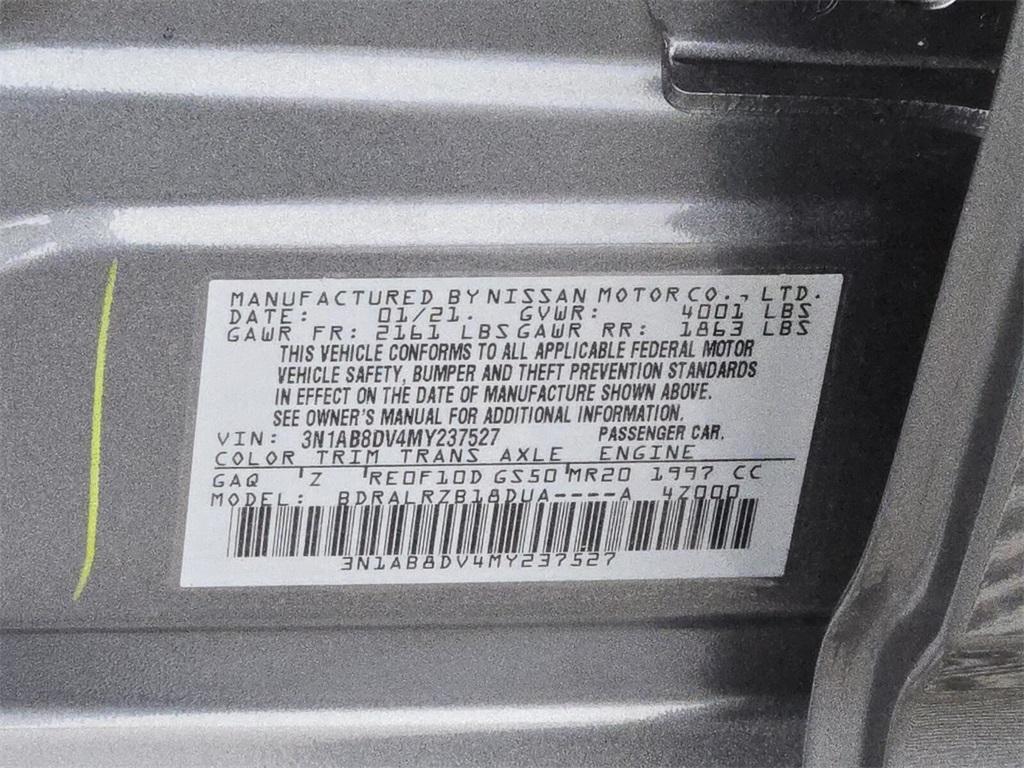 MANUFACTURED BY NISSAN MOTOR CO., LTD.
DATE: 01/21. GVWR: 4001 LBS
GAWR FR: 2161 LBS GAWR RR: 1863 LBS
THIS VEHICLE CONFORMS TO ALL APPLICABLE FEDERAL MOTOR
VEHICLE SAFETY, BUMPER AND THEFT PREVENTION STANDARDS
IN EFFECT ON THE DATE OF MANUFACTURE SHOWN ABOVE.
SEE OWNER'S MANUAL FOR ADDITIONAL INFORMATION.
VIN: 3N1AB8DV4MY237527 PASSENGER CAR.
COLOR TRIM TRANS AXLE ENGINE
GAQ Z RE0F10D GS50 MR20 1997 CC
MODEL: BDRALRZB18DUA----A 4Z000
3N1AB8DV4MY237527